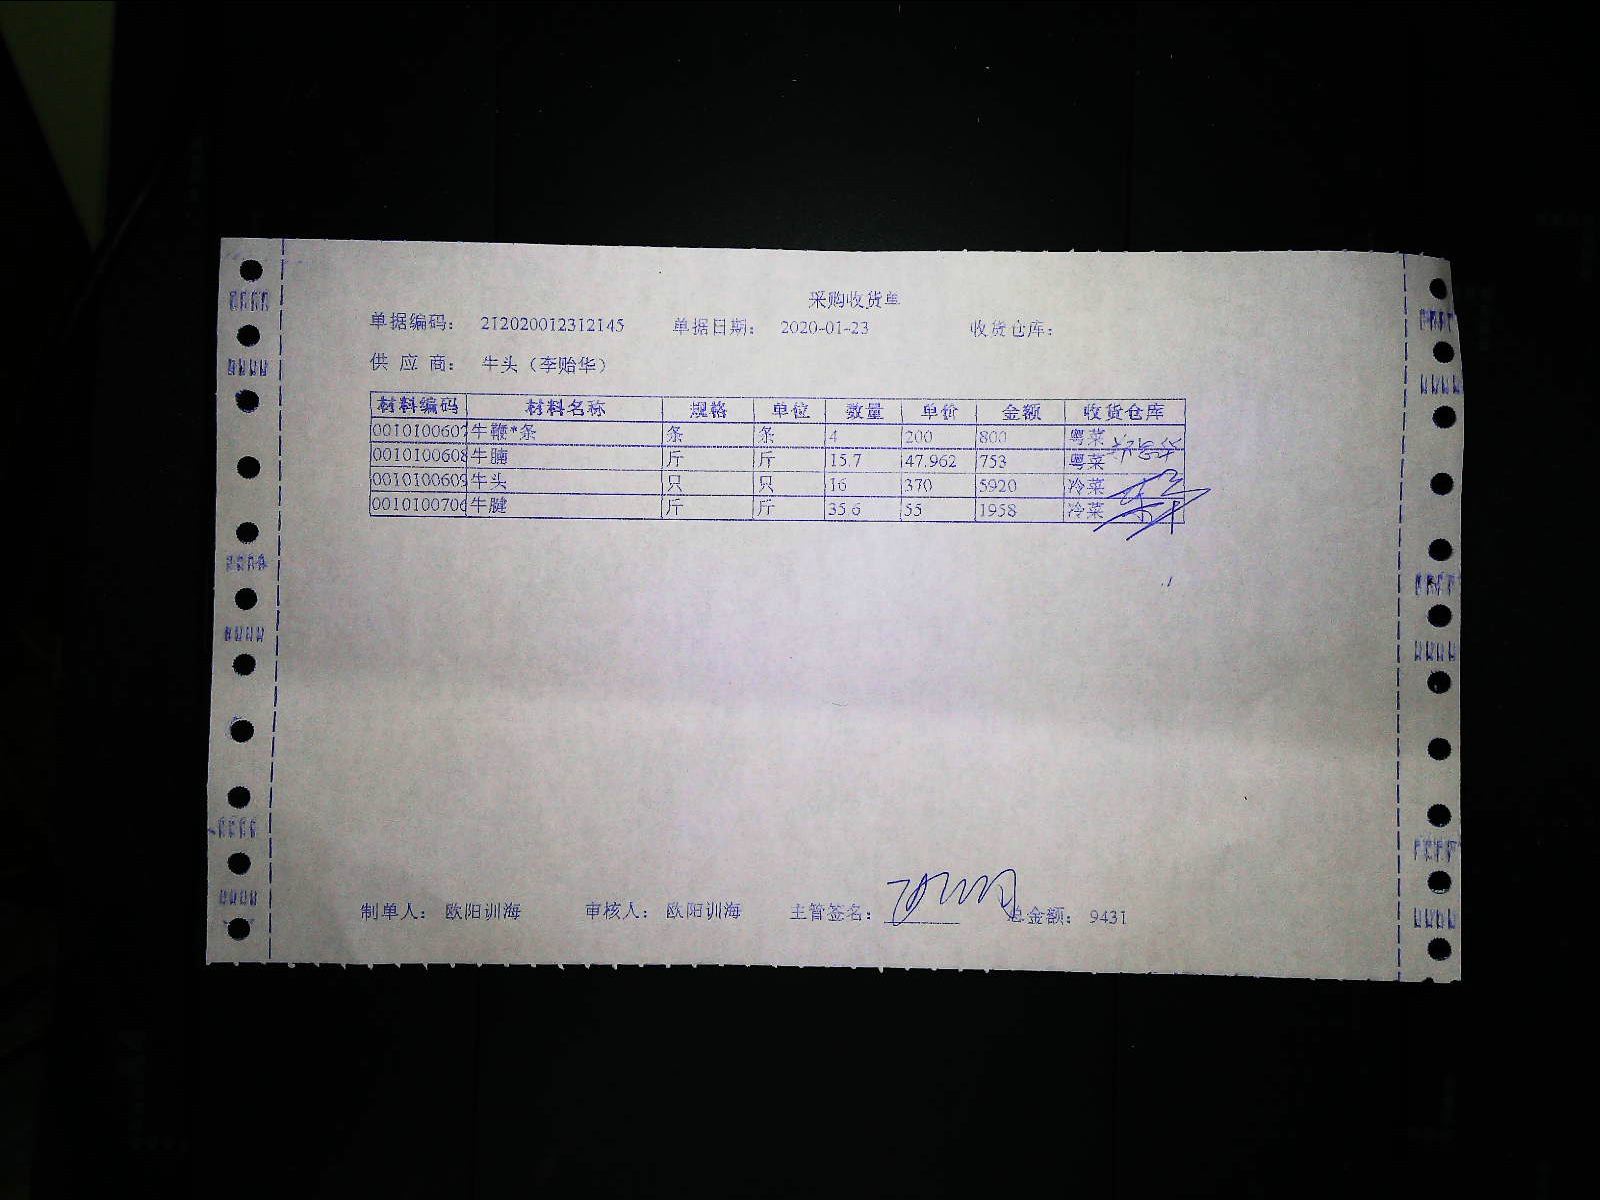 采购收货单
单据编码： 212020012312145 单据日期： 2020-01-23 收货仓库：
供 应 商： 牛头（李贻华）
材料编码 材料名称 规格 单位 数量 单价 金额 收货仓库
0010100607 牛鞭*条 条 条 4 200 800 粤菜
0010100608 牛腩 斤 斤 15.7 47.962 753 粤菜
0010100609 牛头 只 只 16 370 5920 冷菜
0010100706 牛腱 斤 斤 35.6 55 1958 冷菜
制单人： 欧阳训海 审核人： 欧阳训海 主管签名： 总金额： 9431